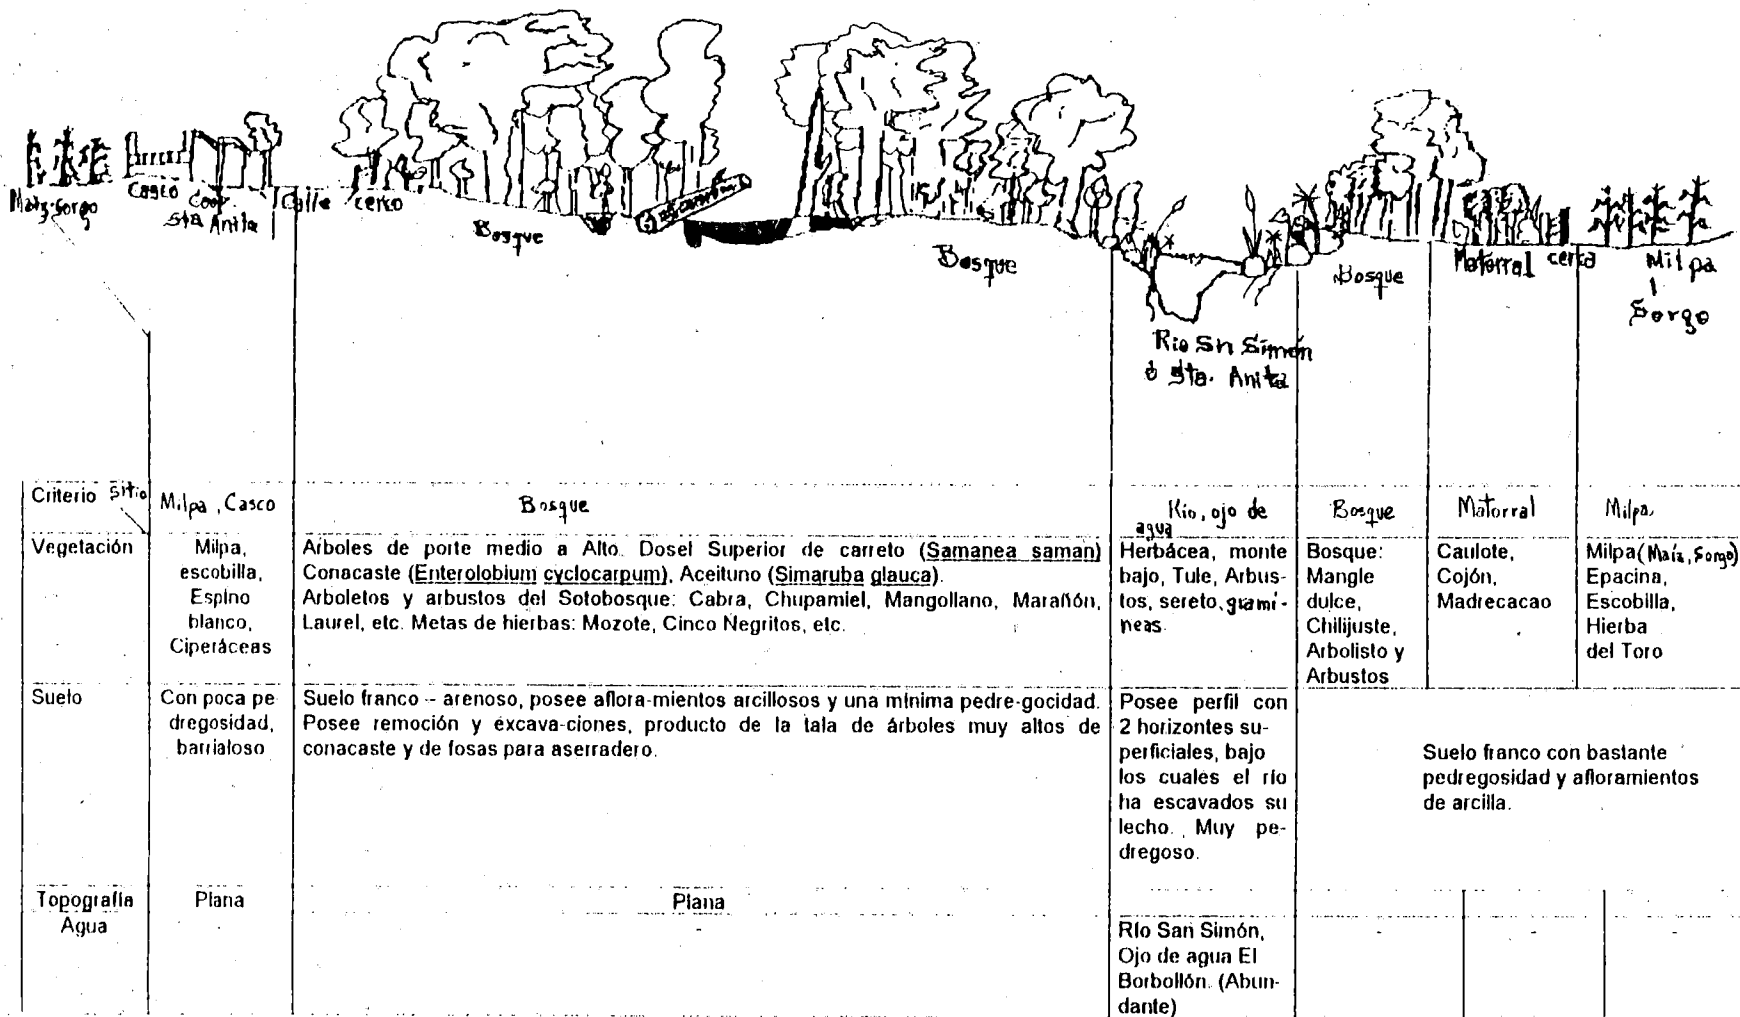 Maíz-Sorgo
Casco Coop.
Sta Anita
Calle
cerco
Bosque
Bosque
Río Sn Simón
ó Sta. Anita
Bosque
Matorral
cerca
Milpa
Sorgo
Criterio Sitio
Milpa, Casco
Bosque
Río, ojo de
agua
Bosque
Matorral
Milpa
Vegetación
Milpa,
escobilla,
Espino
blanco,
Ciperáceas
Arboles de porte medio a Alto. Dosel Superior de carreto (Samanea saman)
Conacaste (Enterolobium cyclocarpum), Aceituno (Simaruba glauca).
Arboletos y arbustos del Sotobosque: Cabra, Chupamiel, Mangollano, Marañón,
Laurel, etc. Metas de hierbas: Mozote, Cinco Negritos, etc.
Herbácea, monte
bajo, Tule, Arbus-
tos, sereto, gramí-
neas.
Bosque:
Mangle
dulce,
Chilijuste,
Arbolisto y
Arbustos
Caulote,
Cojón,
Madrecacao
Milpa (Maíz, Sorgo)
Epacina,
Escobilla,
Hierba
del Toro
Suelo
Con poca pe
dregosidad,
barrialoso
Suelo franco - arenoso, posee aflora-mientos arcillosos y una mínima pedre-gocidad.
Posee remoción y excava-ciones, producto de la tala de árboles muy altos de
conacaste y de fosas para aserradero.
Posee perfil con
2 horizontes su-
perficiales, bajo
los cuales el río
ha escavados su
lecho. Muy pe-
dregoso.
Suelo franco con bastante
pedregosidad y afloramientos
de arcilla.
Topografía
Plana
Plana
Agua
-
Río San Simón,
Ojo de agua El
Borbollón. (Abun-
dante)
-
-
-